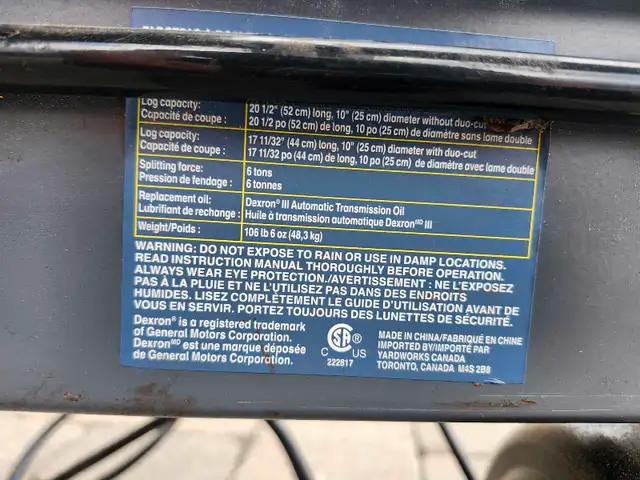 Log capacity: 20 1/2" (52 cm) long, 10" (25 cm) diameter without duo-cut
Capacité de coupe : 20 1/2 po (52 cm) de long, 10 po (25 cm) de diamètre sans lame double
Log capacity: 17 11/32" (44 cm) long, 10" (25 cm) diameter with duo-cut
Capacité de coupe : 17 11/32 po (44 cm) de long, 10 po (25 cm) de diamètre avec lame double
Splitting force: 6 tons
Pression de fendage : 6 tonnes
Replacement oil: Dexron® III Automatic Transmission Oil
Lubrifiant de rechange : Huile à transmission automatique Dexron MD III
Weight/Poids : 106 lb 6 oz (48,3 kg)
WARNING: DO NOT EXPOSE TO RAIN OR USE IN DAMP LOCATIONS.
READ INSTRUCTION MANUAL THOROUGHLY BEFORE OPERATION.
ALWAYS WEAR EYE PROTECTION./AVERTISSEMENT : NE L'EXPOSEZ
PAS À LA PLUIE ET N'UTILISEZ PAS DANS DES ENDROITS
HUMIDES. LISEZ COMPLÈTEMENT LE GUIDE D'UTILISATION AVANT DE
VOUS EN SERVIR. PORTEZ TOUJOURS DES LUNETTES DE SÉCURITÉ.
Dexron® is a registered trademark
of General Motors Corporation.
Dexron MD est une marque déposée
de General Motors Corporation.
SA ®
C US
222817
MADE IN CHINA/FABRIQUÉ EN CHINE
IMPORTED BY/IMPORTÉ PAR
YARDWORKS CANADA
TORONTO, CANADA M4S 2B8